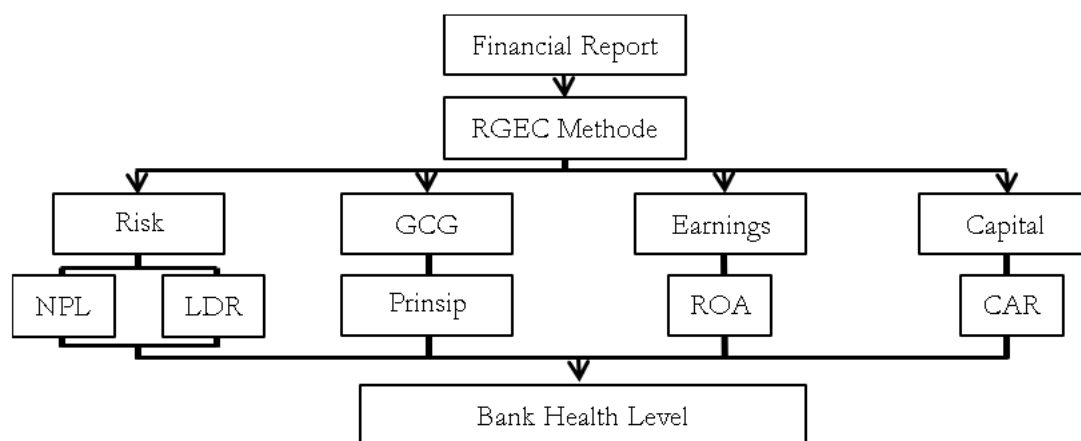 Financial Report
RGEC Methode
Risk
GCG
Earnings
Capital
NPL
LDR
Prinsip
ROA
CAR
Bank Health Level